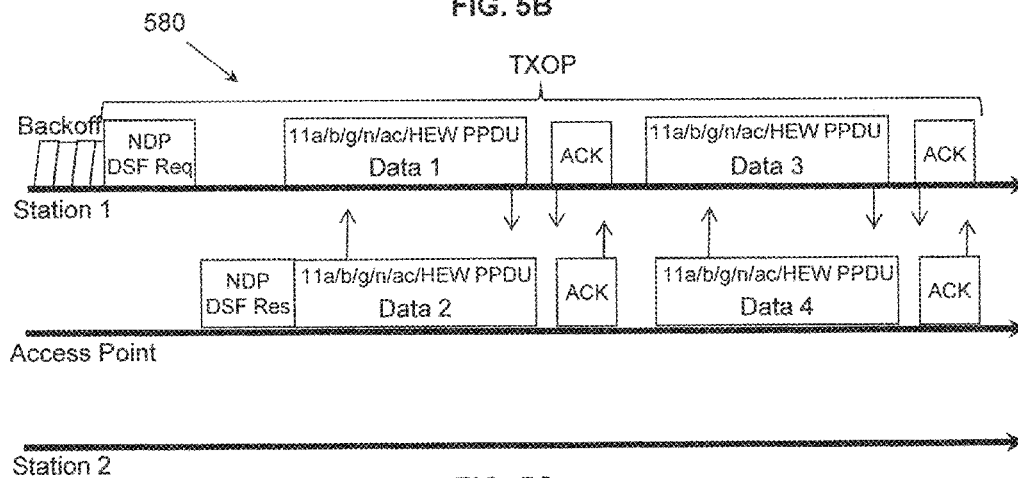 FIG. 5B
580
TXOP
Backoff
NDP
DSF Req
11a/b/g/n/ac/HEW PPDU
Data 1
ACK
11a/b/g/n/ac/HEW PPDU
Data 3
ACK
Station 1
NDP
DSF Res
11a/b/g/n/ac/HEW PPDU
Data 2
ACK
11a/b/g/n/ac/HEW PPDU
Data 4
ACK
Access Point
Station 2